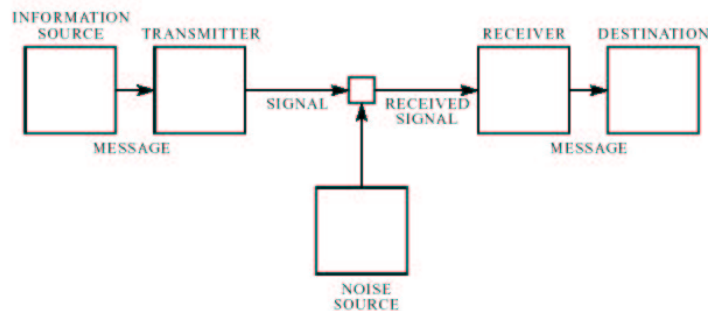 INFORMATION
SOURCE
TRANSMITTER
RECEIVER
DESTINATION
SIGNAL
RECEIVED
SIGNAL
MESSAGE
MESSAGE
NOISE
SOURCE